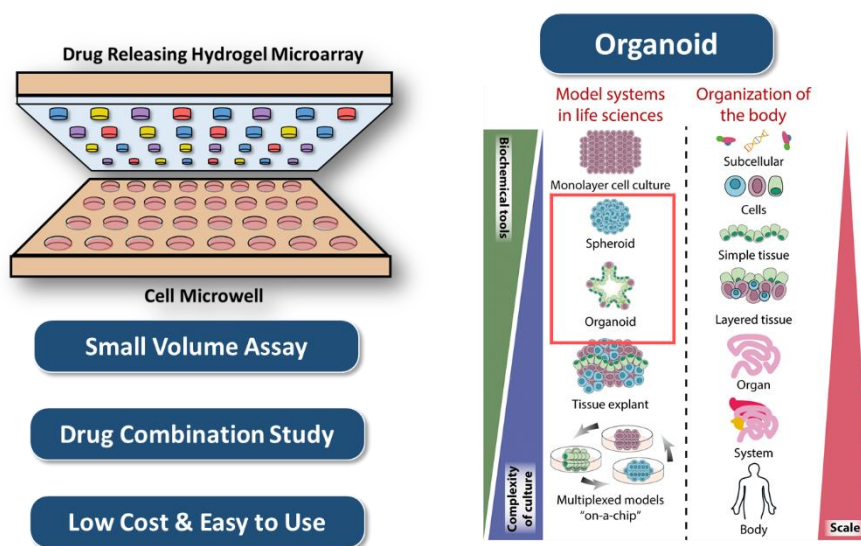 Drug Releasing Hydrogel Microarray
Cell Microwell
Small Volume Assay
Drug Combination Study
Low Cost & Easy to Use
Organoid
Model systems
in life sciences
Organization of
the body
Biochemical tools
Complexity
of culture
Monolayer cell culture
Spheroid
Organoid
Tissue explant
Multiplexed models
"on-a-chip"
Subcellular
Cells
Simple tissue
Layered tissue
Organ
System
Body
Scale